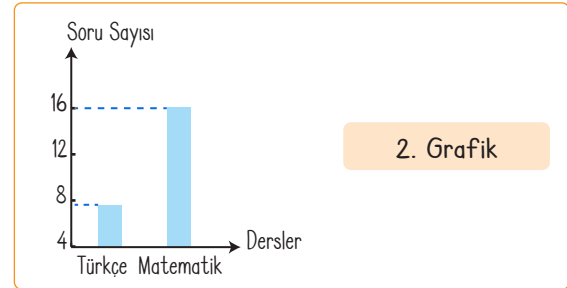 Soru Sayısı
16
12
8
4
Dersler
Türkçe Matematik
2. Grafik